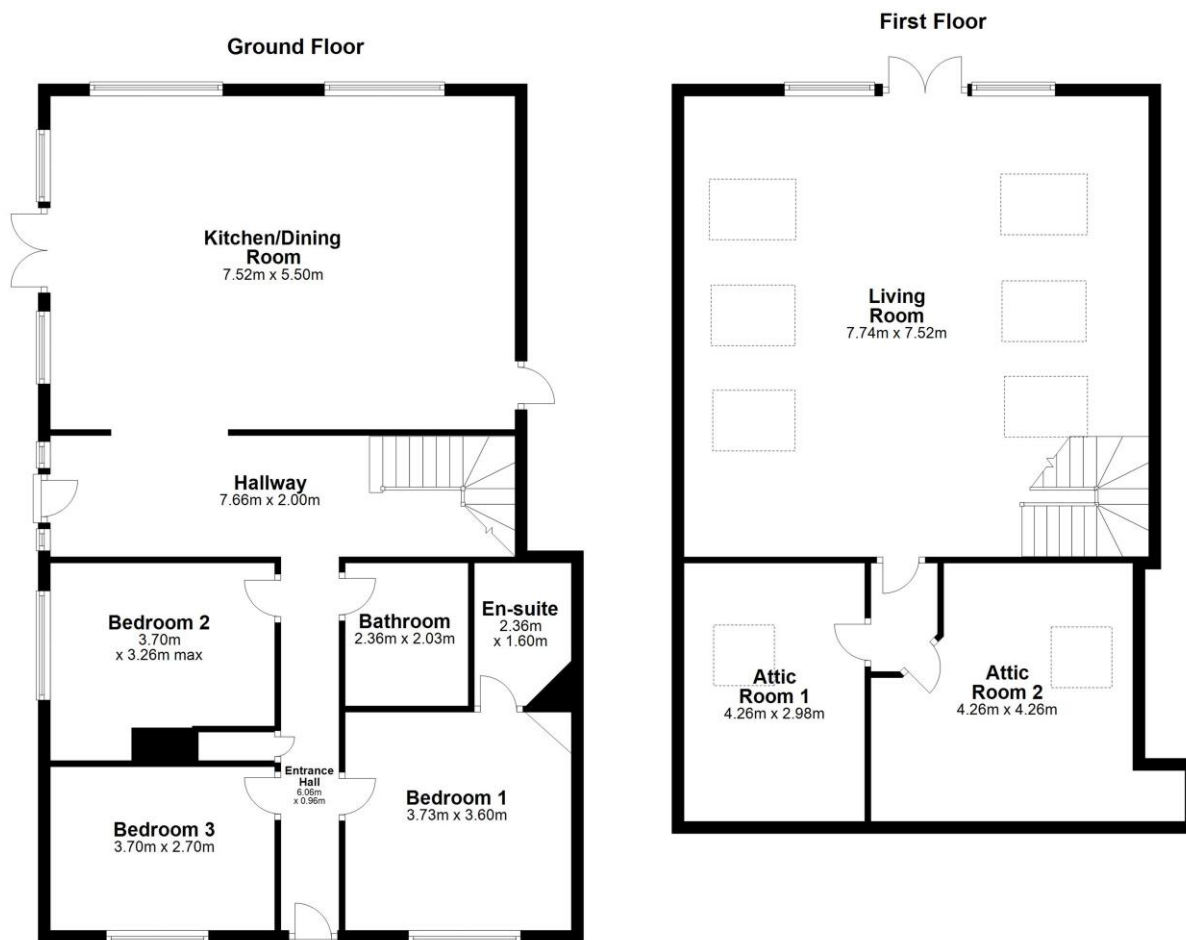 Ground Floor
Kitchen/Dining
Room
7.52m x 5.50m
Hallway
7.66m x 2.00m
Bedroom 2
3.70m
x 3.26m max
Bathroom
2.36m x 2.03m
En-suite
2.36m
x 1.60m
Entrance
Hall
6.06m
x 0.96m
Bedroom 1
3.73m x 3.60m
Bedroom 3
3.70m x 2.70m
First Floor
Living
Room
7.74m x 7.52m
Attic
Room 1
4.26m x 2.98m
Attic
Room 2
4.26m x 4.26m